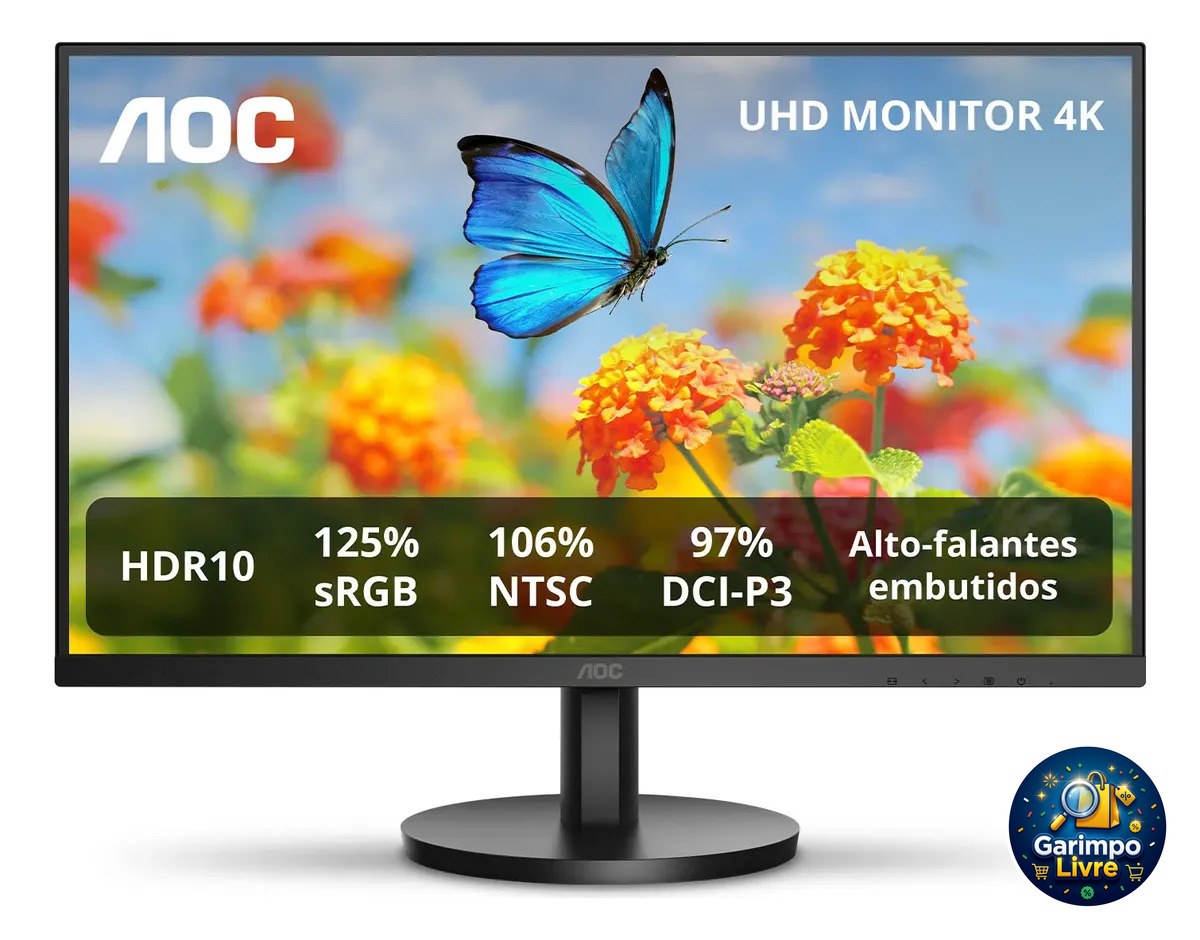 AOC
UHD MONITOR 4K
HDR10
125%
sRGB
106%
NTSC
97%
DCI-P3
Alto-falantes
embutidos
AOC
Garimpo
Livre